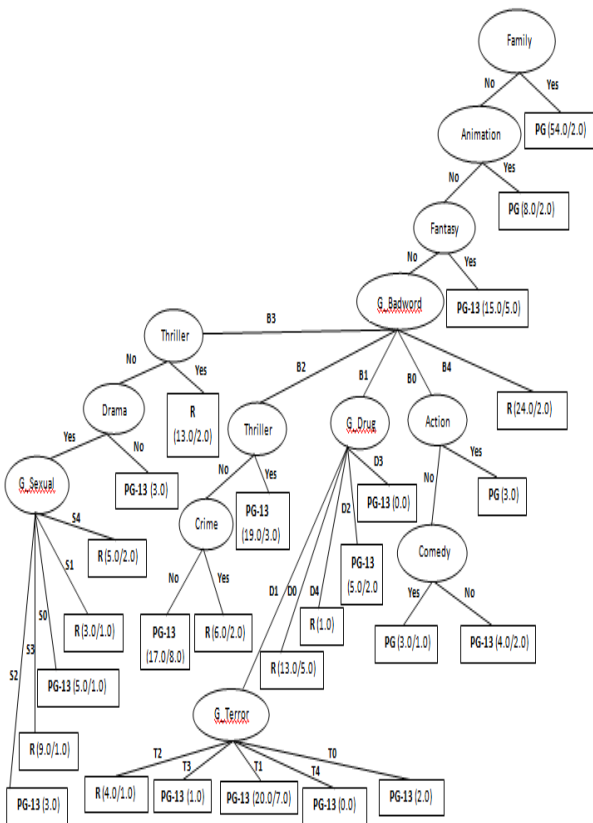 Family
No
Yes
Animation
PG (54.0/2.0)
No
Yes
Fantasy
PG (8.0/2.0)
No
Yes
G_Badword
PG-13 (15.0/5.0)
Thriller
B3
B2
B1
B0
B4
No
Yes
Drama
R
(13.0/2.0)
Thriller
G_Drug
Action
R (24.0/2.0)
Yes
No
No
Yes
D3
Yes
No
G_Sexual
PG-13 (3.0)
Crime
PG-13
(19.0/3.0)
D2
PG-13 (0.0)
PG (3.0)
S4
S1
S0
S3
S2
R (5.0/2.0)
No
Yes
D1
D0
D4
PG-13
(5.0/2.0
Comedy
Yes
No
R (3.0/1.0)
PG-13
(17.0/8.0)
R (6.0/2.0)
R (1.0)
PG (3.0/1.0)
PG-13 (4.0/2.0)
PG-13 (5.0/1.0)
R (13.0/5.0)
G_Terror
R (9.0/1.0)
T2
T3
T1
T4
T0
PG-13 (3.0)
R (4.0/1.0)
PG-13 (1.0)
PG-13 (20.0/7.0)
PG-13 (0.0)
PG-13 (2.0)